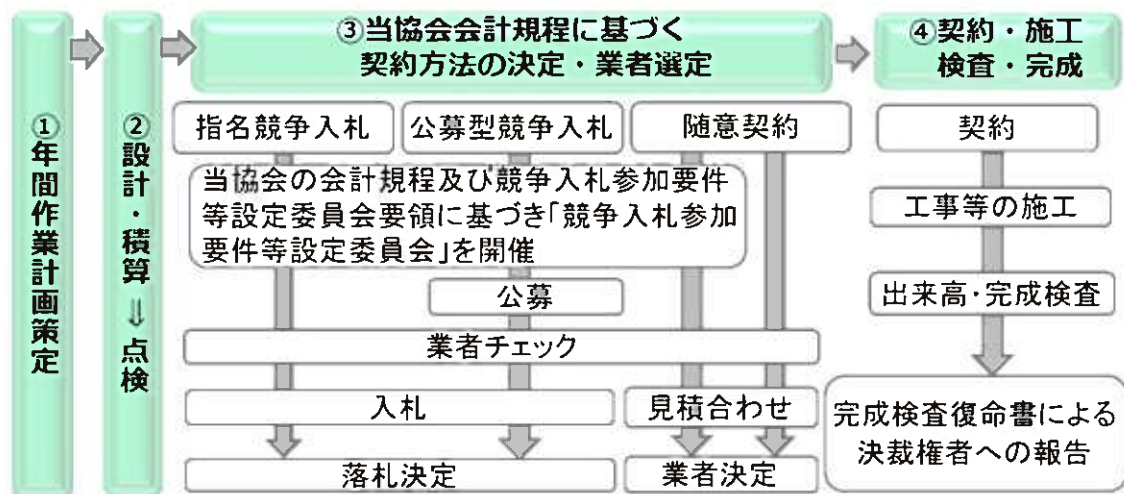 ①年間作業計画策定
②設計・積算⇓点検
③当協会会計規程に基づく
契約方法の決定・業者選定
④契約・施工
検査・完成
指名競争入札
公募型競争入札
随意契約
当協会の会計規程及び競争入札参加要件
等設定委員会要領に基づき「競争入札参加
要件等設定委員会」を開催
公募
業者チェック
入札
見積合わせ
落札決定
業者決定
契約
工事等の施工
出来高・完成検査
完成検査復命書による
決裁権者への報告